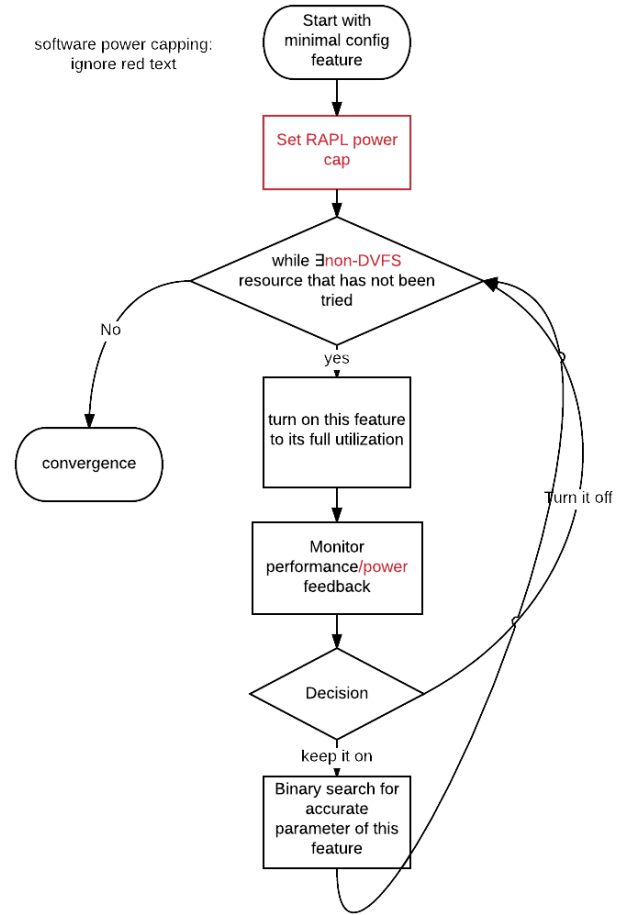 software power capping:
ignore red text
Start with
minimal config
feature
Set RAPL power
cap
while ∃non-DVFS
resource that has not been
tried
No
yes
turn on this feature
to its full utilization
convergence
Turn it off
Monitor
performance/power
feedback
Decision
keep it on
Binary search for
accurate
parameter of this
feature